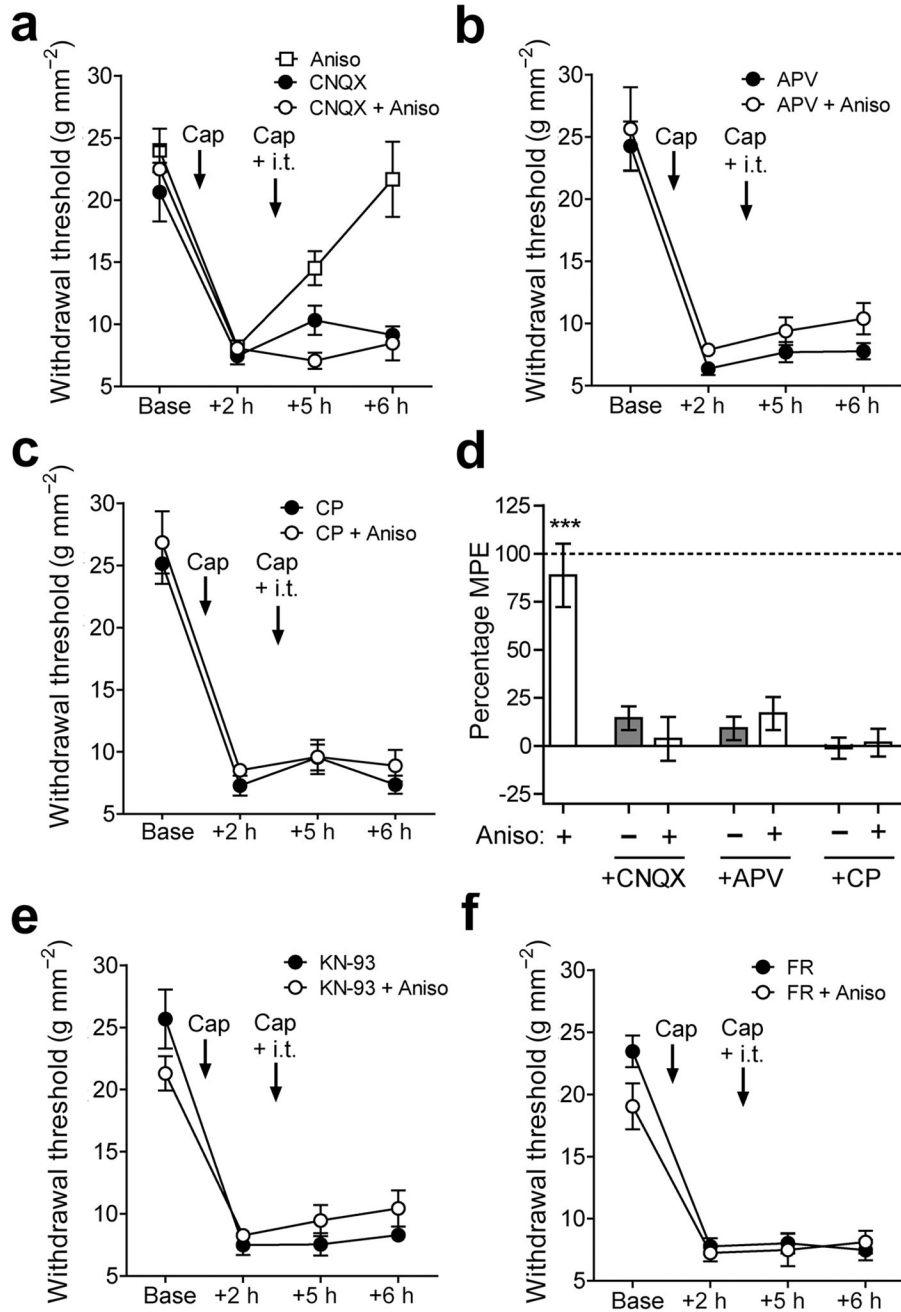 a
Aniso
CNQX
CNQX + Aniso
Withdrawal threshold (g mm⁻²)
30
25
20
15
10
5
Cap
Cap
+ i.t.
Base +2 h +5 h +6 h
b
APV
APV + Aniso
Withdrawal threshold (g mm⁻²)
30
25
20
15
10
5
Cap
Cap
+ i.t.
Base +2 h +5 h +6 h
c
CP
CP + Aniso
Withdrawal threshold (g mm⁻²)
30
25
20
15
10
5
Cap
Cap
+ i.t.
Base +2 h +5 h +6 h
d
Percentage MPE
125
100
75
50
25
0
-25
***
Aniso: + − + − + − +
+CNQX +APV +CP
e
KN-93
KN-93 + Aniso
Withdrawal threshold (g mm⁻²)
30
25
20
15
10
5
Cap
Cap
+ i.t.
Base +2 h +5 h +6 h
f
FR
FR + Aniso
Withdrawal threshold (g mm⁻²)
30
25
20
15
10
5
Cap
Cap
+ i.t.
Base +2 h +5 h +6 h